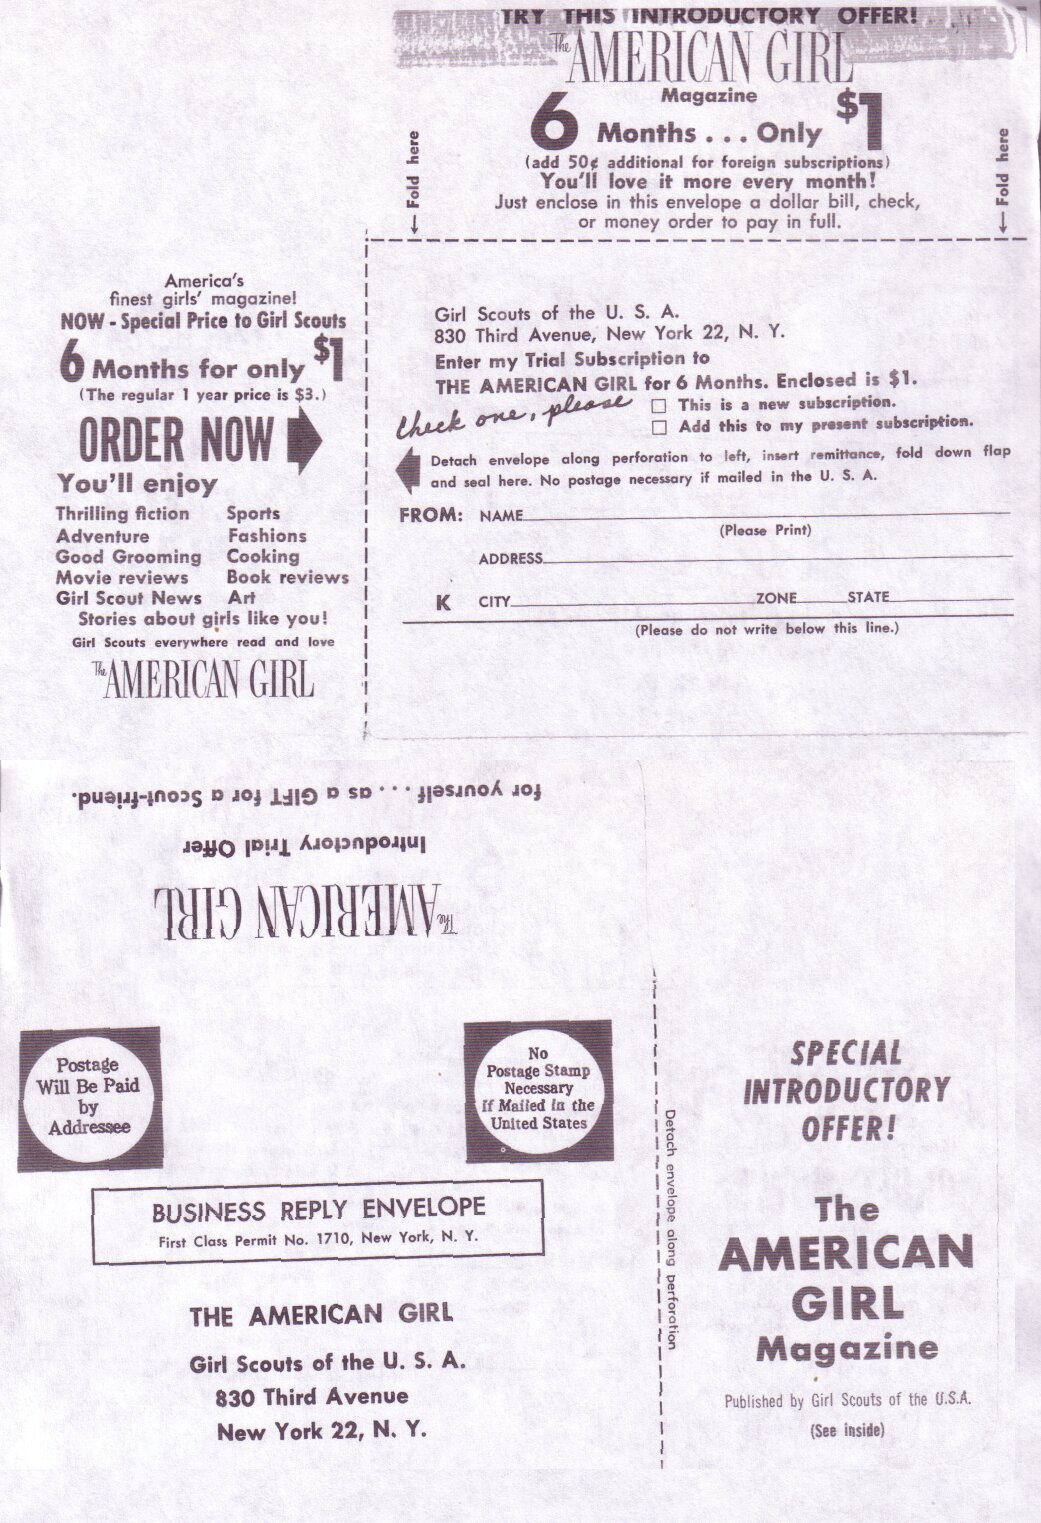 TRY THIS INTRODUCTORY OFFER!
The AMERICAN GIRL
Magazine
6 Months . . . Only $1
(add 50¢ additional for foreign subscriptions)
You'll love it more every month!
Just enclose in this envelope a dollar bill, check,
or money order to pay in full.
← Fold here
← Fold here
America's
finest girls' magazine!
NOW - Special Price to Girl Scouts
6 Months for only $1
(The regular 1 year price is $3.)
ORDER NOW
You'll enjoy
Thrilling fiction Sports
Adventure Fashions
Good Grooming Cooking
Movie reviews Book reviews
Girl Scout News Art
Stories about girls like you!
Girl Scouts everywhere read and love
The AMERICAN GIRL
Girl Scouts of the U. S. A.
830 Third Avenue, New York 22, N. Y.
Enter my Trial Subscription to
THE AMERICAN GIRL for 6 Months. Enclosed is $1.
Check one, please
☐ This is a new subscription.
☐ Add this to my present subscription.
Detach envelope along perforation to left, insert remittance, fold down flap
and seal here. No postage necessary if mailed in the U. S. A.
FROM: NAME
(Please Print)
ADDRESS
K CITY ZONE STATE
(Please do not write below this line.)
The AMERICAN GIRL
Introductory Trial Offer
for yourself . . . as a GIFT for a Scout-friend.
Postage
Will Be Paid
by
Addressee
No
Postage Stamp
Necessary
If Mailed in the
United States
BUSINESS REPLY ENVELOPE
First Class Permit No. 1710, New York, N. Y.
THE AMERICAN GIRL
Girl Scouts of the U. S. A.
830 Third Avenue
New York 22, N. Y.
Detach envelope along perforation
SPECIAL
INTRODUCTORY
OFFER!
The
AMERICAN
GIRL
Magazine
Published by Girl Scouts of the U.S.A.
(See inside)